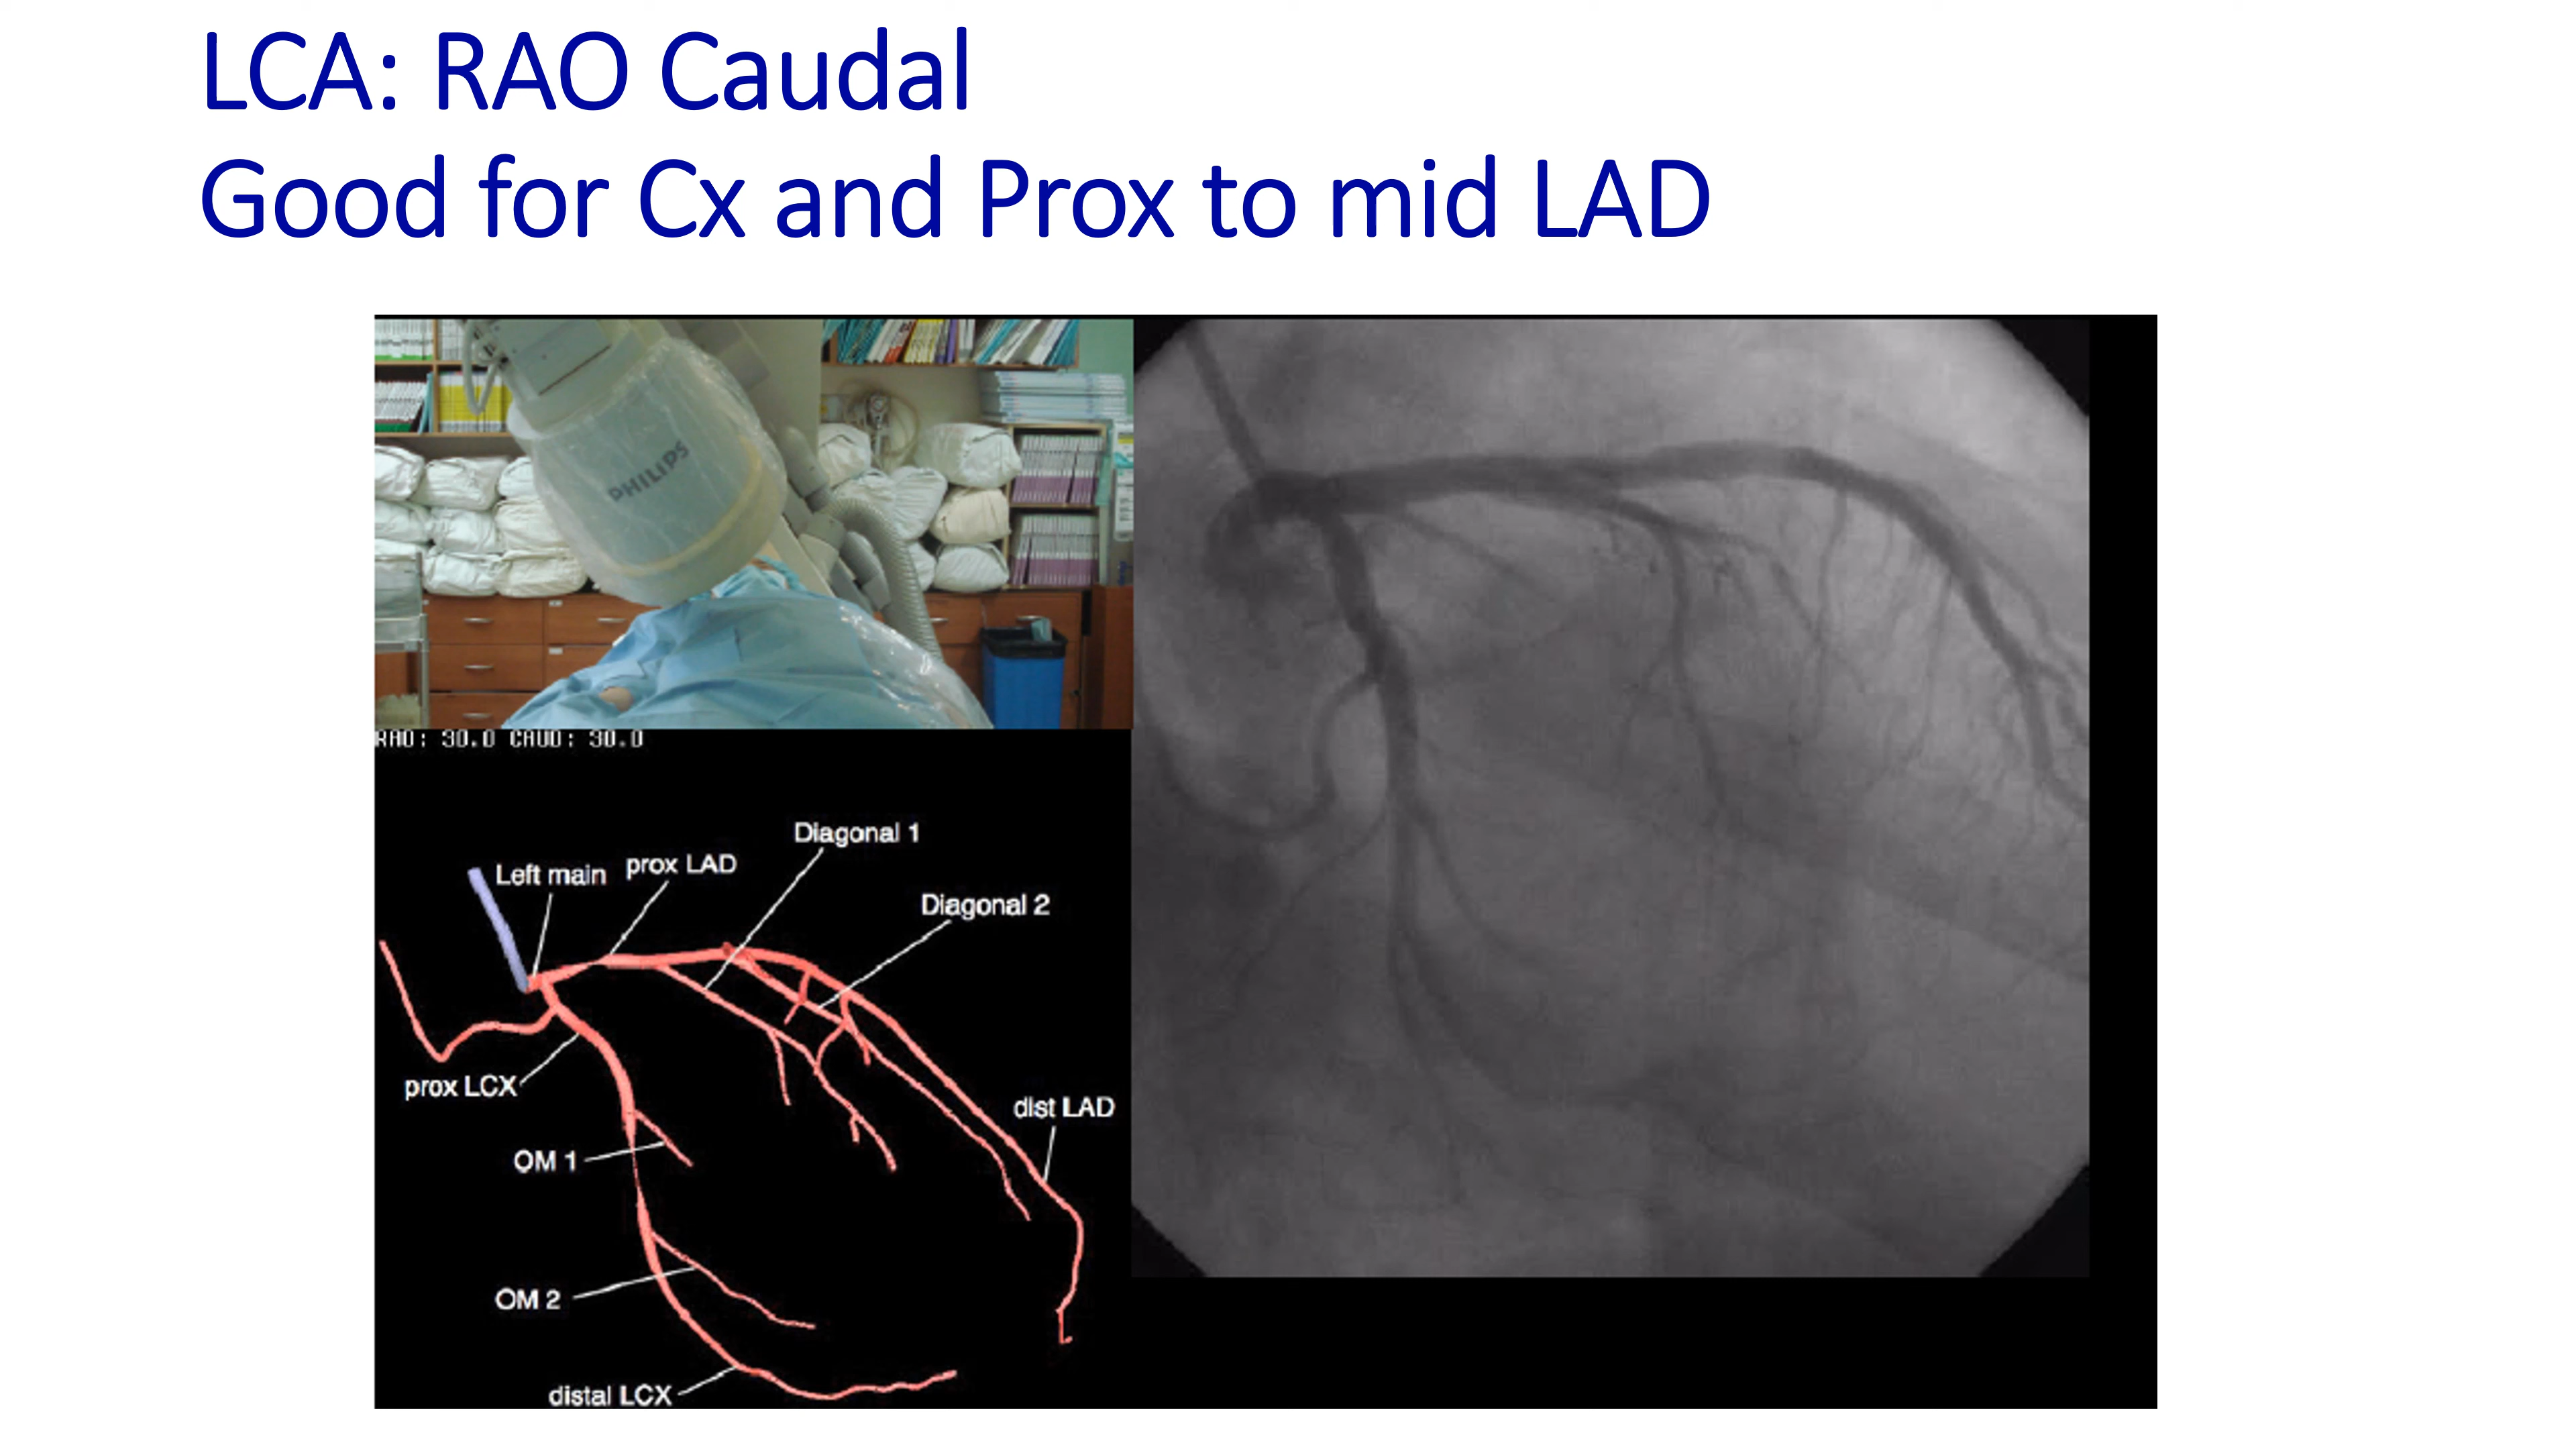 LCA: RAO Caudal
Good for Cx and Prox to mid LAD
PHILIPS
RAO: 30.0 CAUD: 30.0
Diagonal 1
prox LAD
Left main
Diagonal 2
prox LCX
dist LAD
OM 1
OM 2
distal LCX